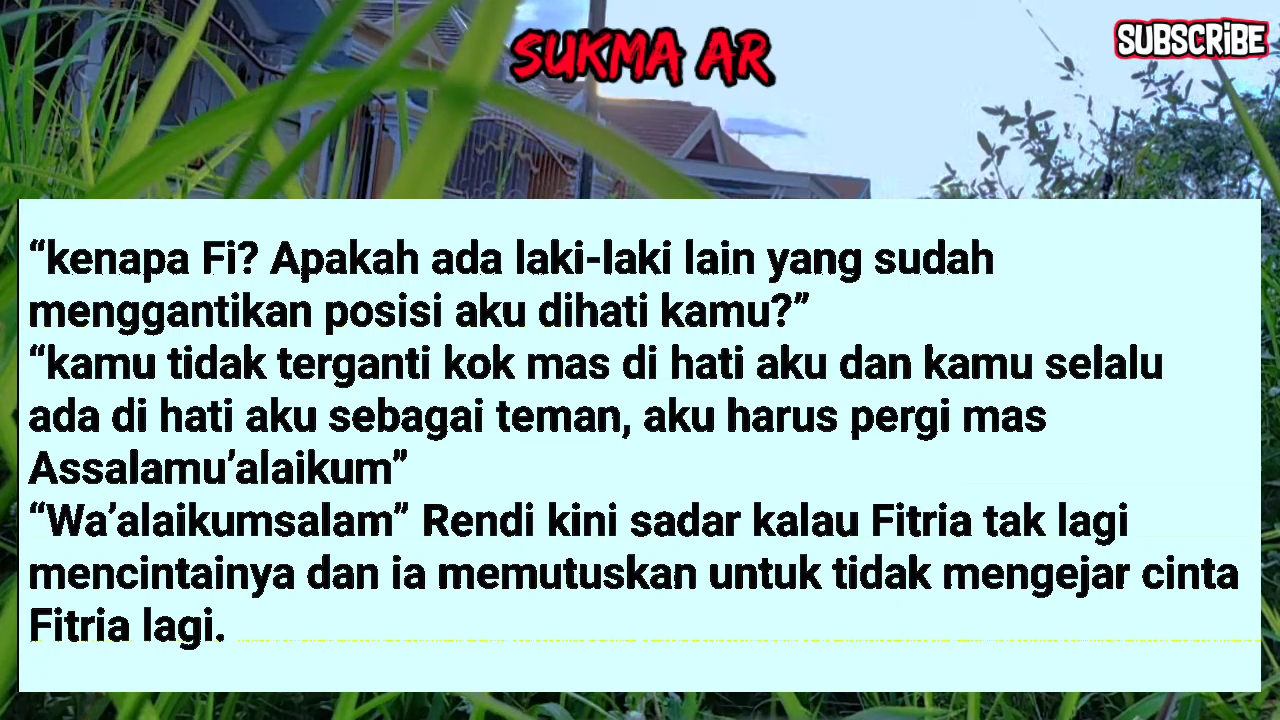 SUKMA AR
SUBSCRIBE
“kenapa Fi? Apakah ada laki-laki lain yang sudah
menggantikan posisi aku dihati kamu?”
“kamu tidak terganti kok mas di hati aku dan kamu selalu
ada di hati aku sebagai teman, aku harus pergi mas
Assalamu’alaikum”
“Wa’alaikumsalam” Rendi kini sadar kalau Fitria tak lagi
mencintainya dan ia memutuskan untuk tidak mengejar cinta
Fitria lagi.